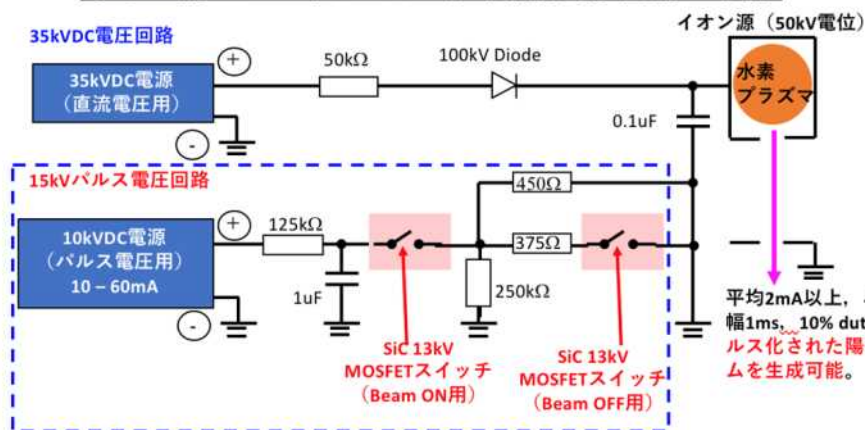 35kVDC電圧回路
イオン源（50kV電位）
35kVDC電源
（直流電圧用）
+
-
50kΩ
100kV Diode
水素
プラズマ
0.1uF
15kVパルス電圧回路
10kVDC電源
（パルス電圧用）
10 – 60mA
+
-
125kΩ
1uF
450Ω
375Ω
250kΩ
SiC 13kV
MOSFETスイッチ
（Beam ON用）
SiC 13kV
MOSFETスイッチ
（Beam OFF用）
平均2mA以上，
幅1ms、10% dut
ルス化された陽
ムを生成可能。